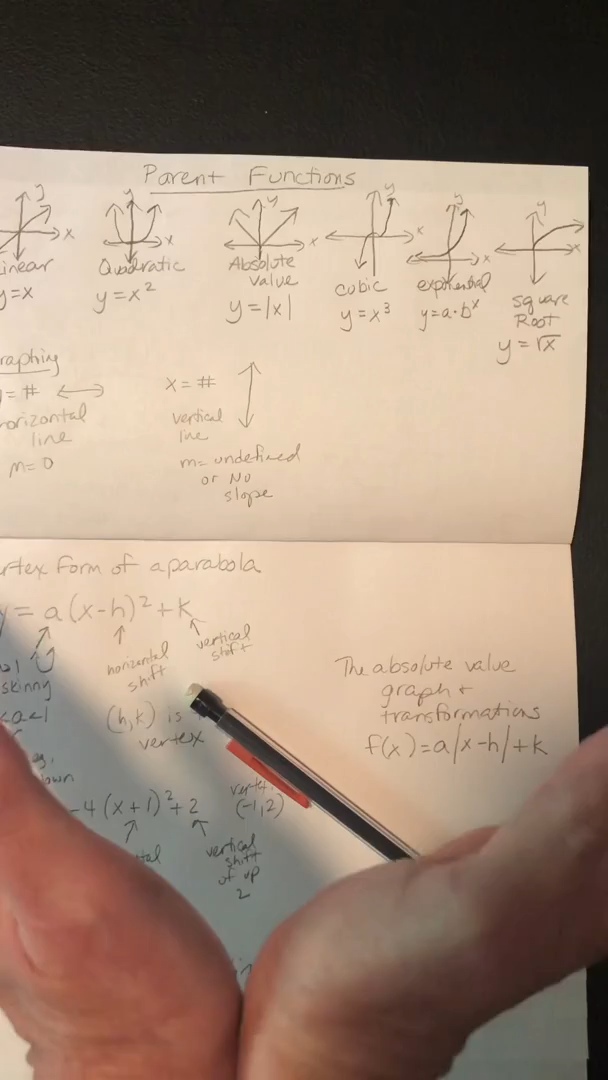 Parent Functions
y
x
inear
y=x
y
x
Quadratic
y=x²
y
x
Absolute
Value
y=|x|
y
x
cubic
y=x³
y
x
exponential
y=a·bˣ
y
x
square
Root
y=√x
raphing
= #
horizontal
line
m=0
x = #
vertical
line
m= undefined
or No
slope
rtex form of a parabola
y = a(x-h)²+k
skinny
horizontal
shift
vertical
shift
(h,k) is
vertex
-4(x+1)²+2
(-1,2)
vertical
shift
of up
2
The absolute value
graph +
transformations
f(x)=a|x-h|+k